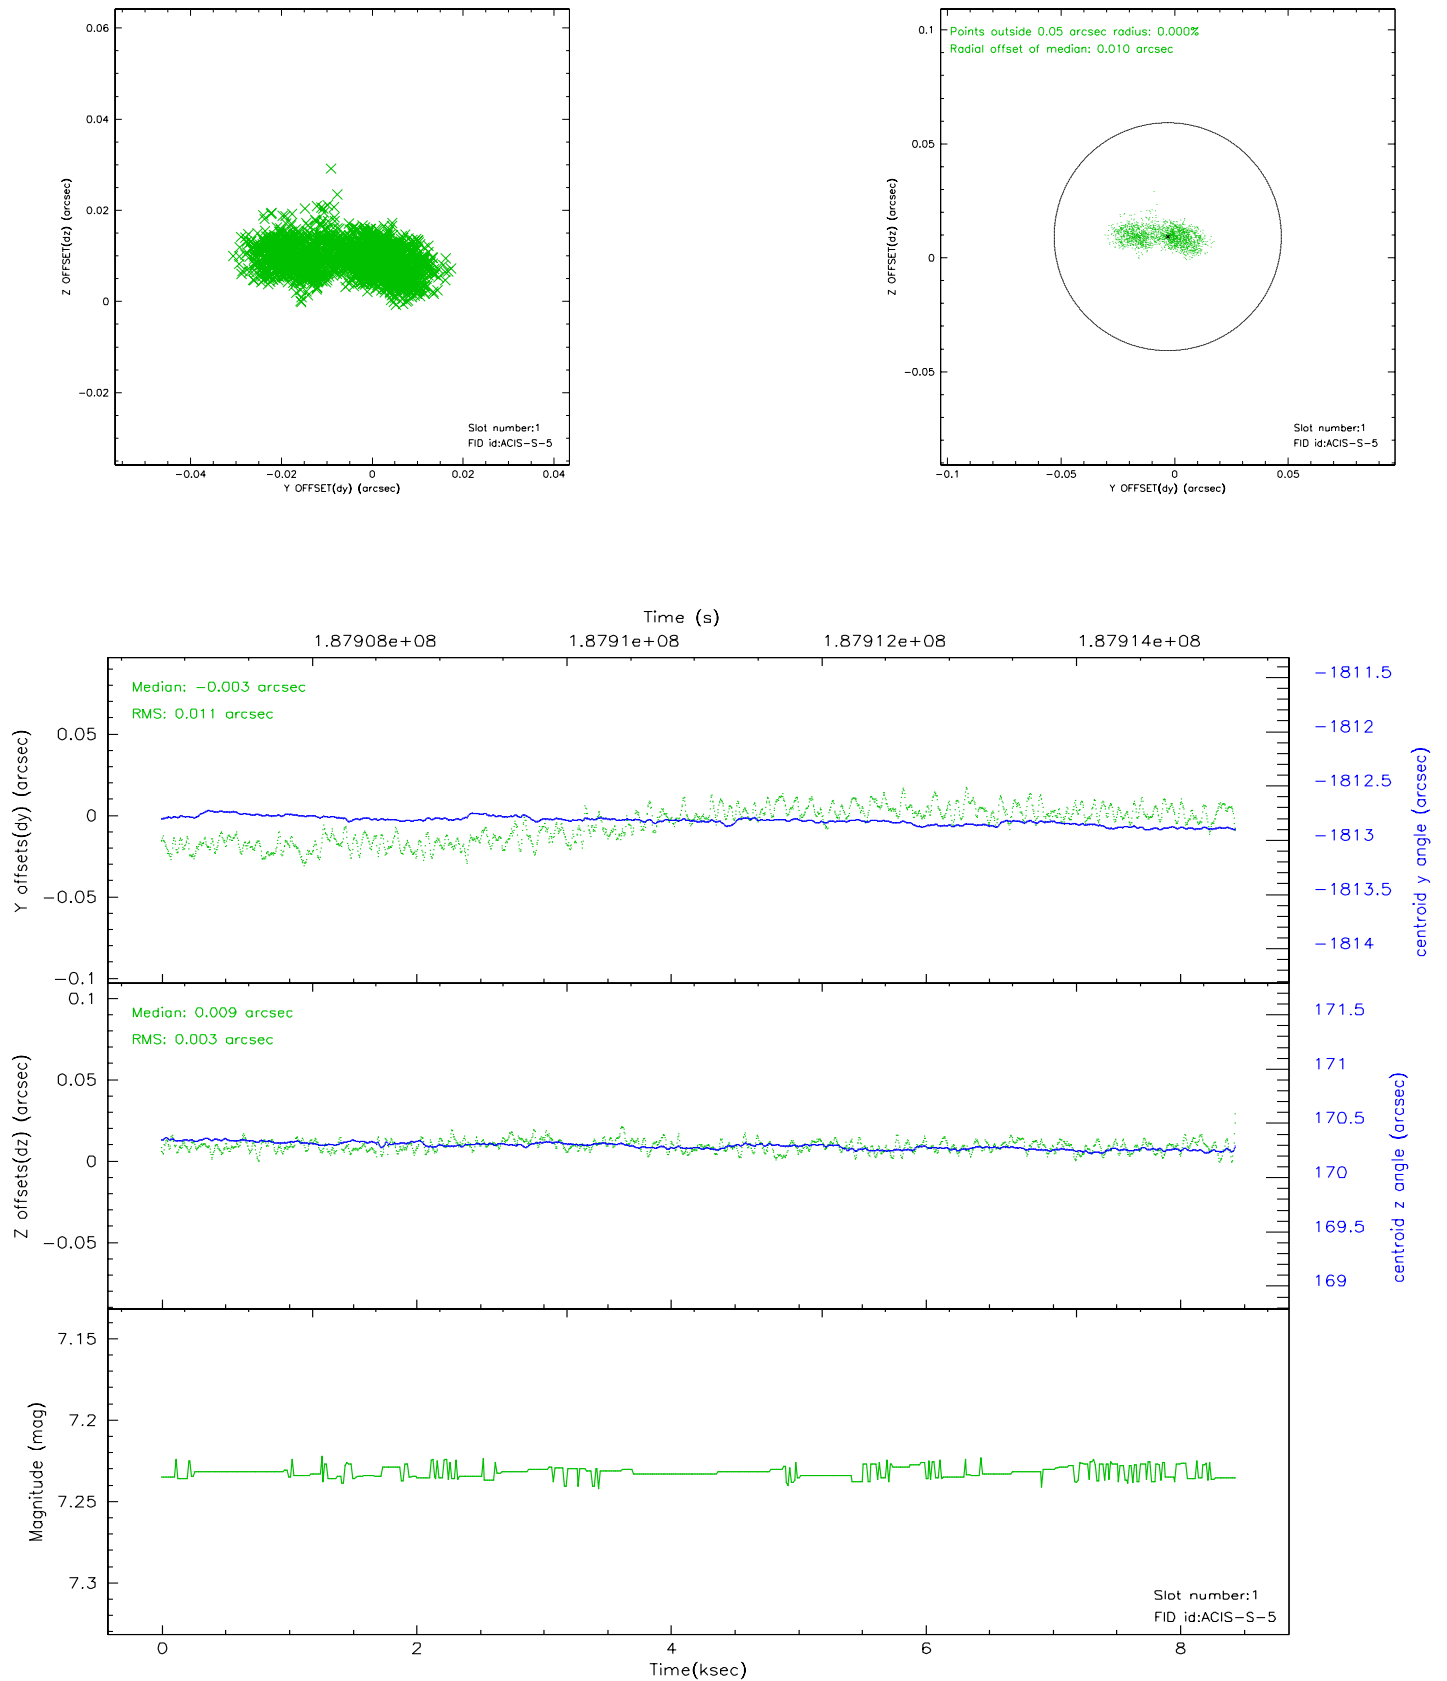 0.06
0.04
0.02
0
−0.02
Z OFFSET(dz) (arcsec)
Slot number:1
FID id:ACIS−S−5
−0.04 −0.02 0 0.02 0.04
Y OFFSET(dy) (arcsec)
Points outside 0.05 arcsec radius: 0.000%
Radial offset of median: 0.010 arcsec
0.1
0.05
0
−0.05
Z OFFSET(dz) (arcsec)
Slot number:1
FID id:ACIS−S−5
−0.1 −0.05 0 0.05
Y OFFSET(dy) (arcsec)
Time (s)
1.87908e+08 1.8791e+08 1.87912e+08 1.87914e+08
Median: −0.003 arcsec
RMS: 0.011 arcsec
0.05
0
−0.05
−0.1
Y offsets(dy) (arcsec)
−1811.5
−1812
−1812.5
−1813
−1813.5
−1814
centroid y angle (arcsec)
Median: 0.009 arcsec
RMS: 0.003 arcsec
0.1
0.05
0
−0.05
Z offsets(dz) (arcsec)
171.5
171
170.5
170
169.5
169
centroid z angle (arcsec)
7.15
7.2
7.25
7.3
Magnitude (mag)
Slot number:1
FID id:ACIS−S−5
0 2 4 6 8
Time(ksec)